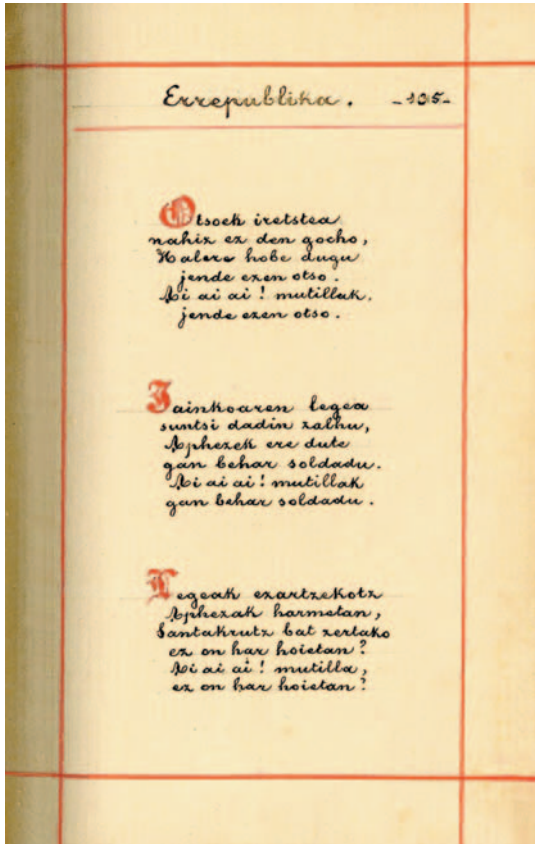 Errepublika. -105-
Otsoek iretstea
nahiz ez den gocho,
Halere hobe dugu
jende ezen otso.
Ai ai ai! mutillak.
jende ezen otso.
Jainkoaren legea
suntsi dadin zalhu,
Aphezek ere dute
gan behar soldadu.
Ai ai ai! mutillak
gan behar soldadu.
Legeak ezartzekotz
Aphezak harmetan,
Santakrutz bat zertako
ez on har hoietan?
Ai ai ai! mutilla,
ez on har hoietan?